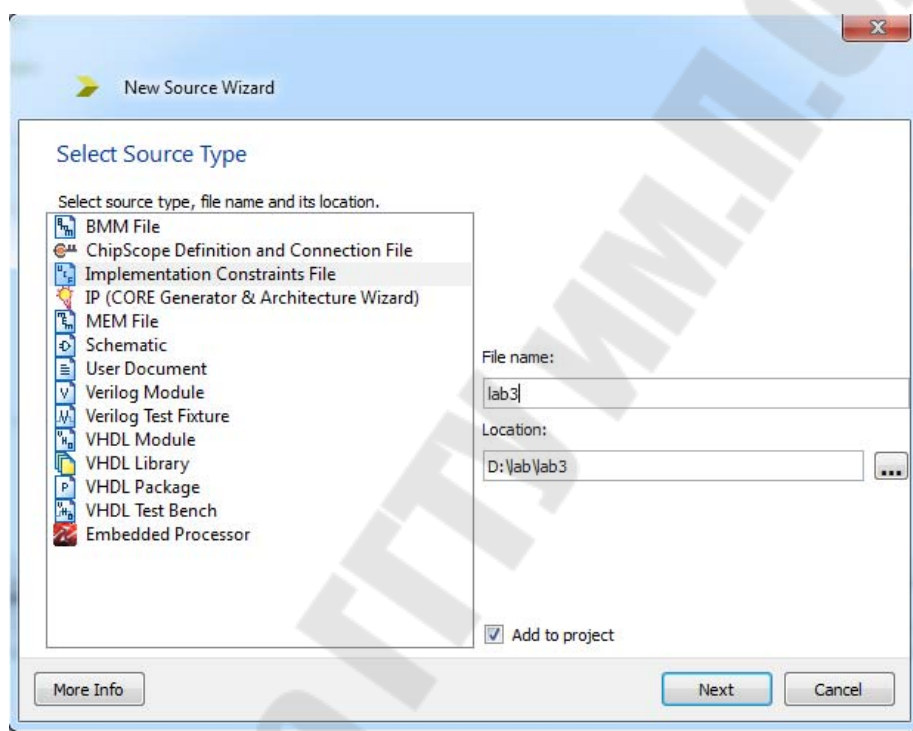 New Source Wizard
Select Source Type
Select source type, file name and its location.
BMM File
ChipScope Definition and Connection File
Implementation Constraints File
IP (CORE Generator & Architecture Wizard)
MEM File
Schematic
User Document
Verilog Module
Verilog Test Fixture
VHDL Module
VHDL Library
VHDL Package
VHDL Test Bench
Embedded Processor
File name:
lab3
Location:
D:\lab\lab3
...
Add to project
More Info
Next
Cancel
ГГТУ ИМ.П.О.